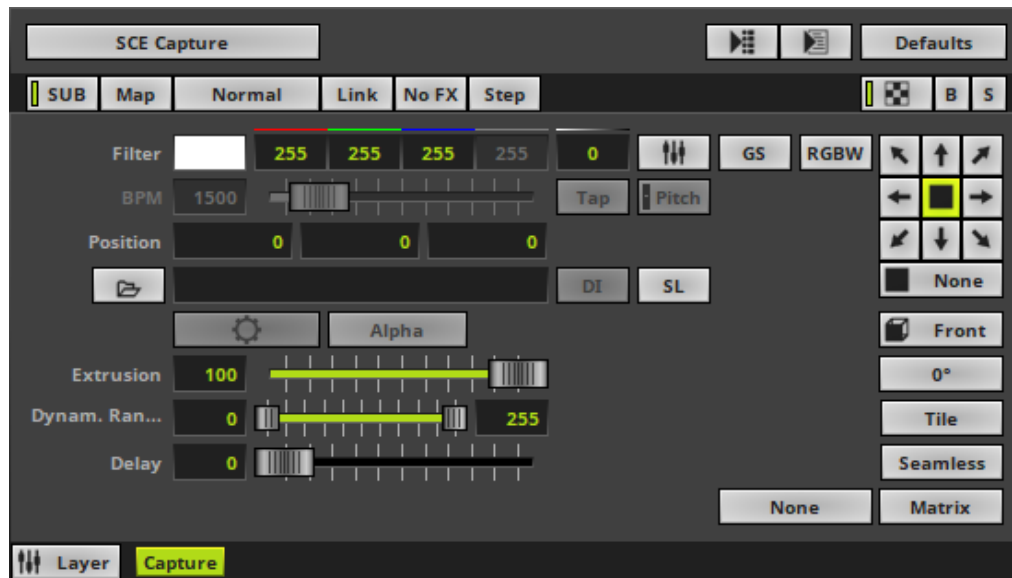 SCE Capture Defaults
SUB Map Normal Link No FX Step B S
Filter 255 255 255 255 0 GS RGBW
BPM 1500 Tap Pitch
Position 0 0 0
DI SL None
Alpha Front
Extrusion 100 0°
Dynam. Ran... 0 255 Tile
Delay 0 Seamless
None Matrix
Layer Capture